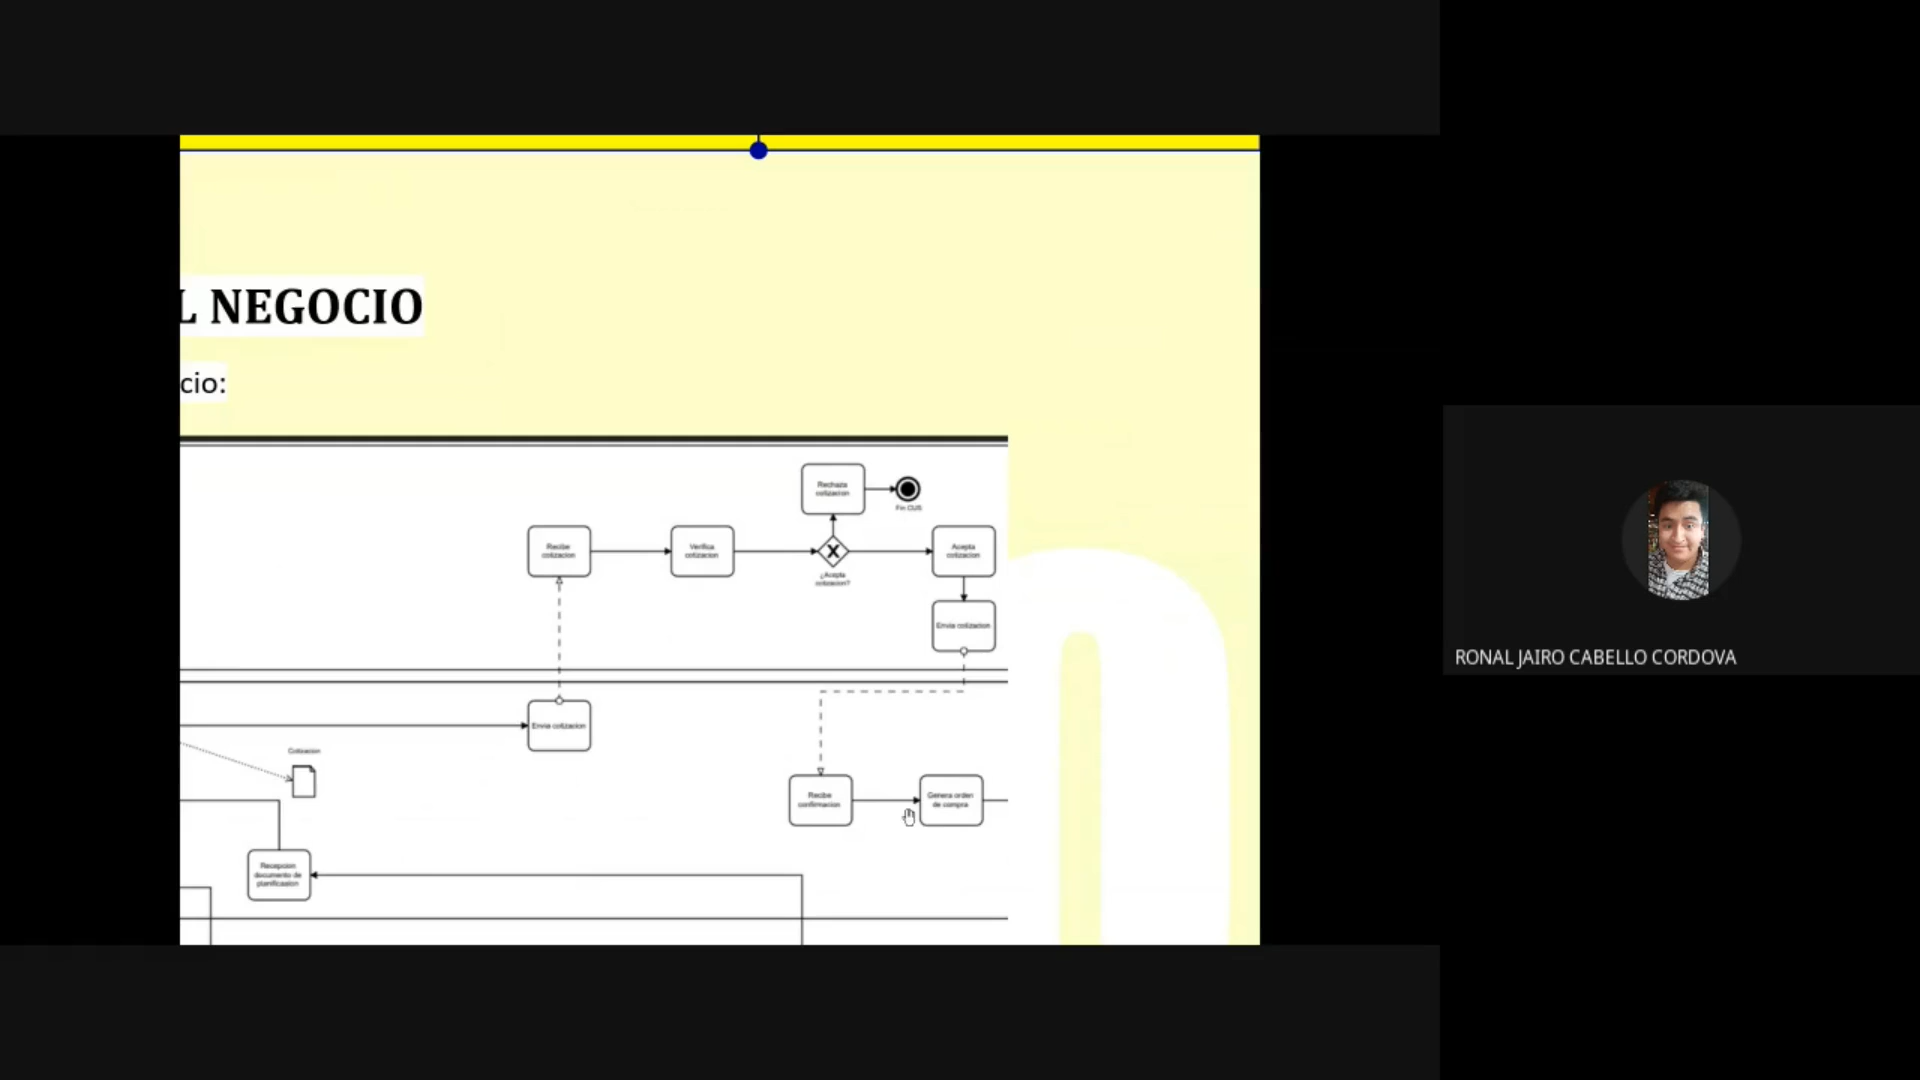 L NEGOCIO
cio:
Rechaza
cotizacion
Fin CUS
Recibe
cotizacion
Verifica
cotizacion
¿Acepta
cotizacion?
Acepta
cotizacion
Envia cotizacion
Envia cotizacion
Cotizacion
Recibe
confirmacion
Genera orden
de compra
Recepcion
documento de
planificasion
RONAL JAIRO CABELLO CORDOVA